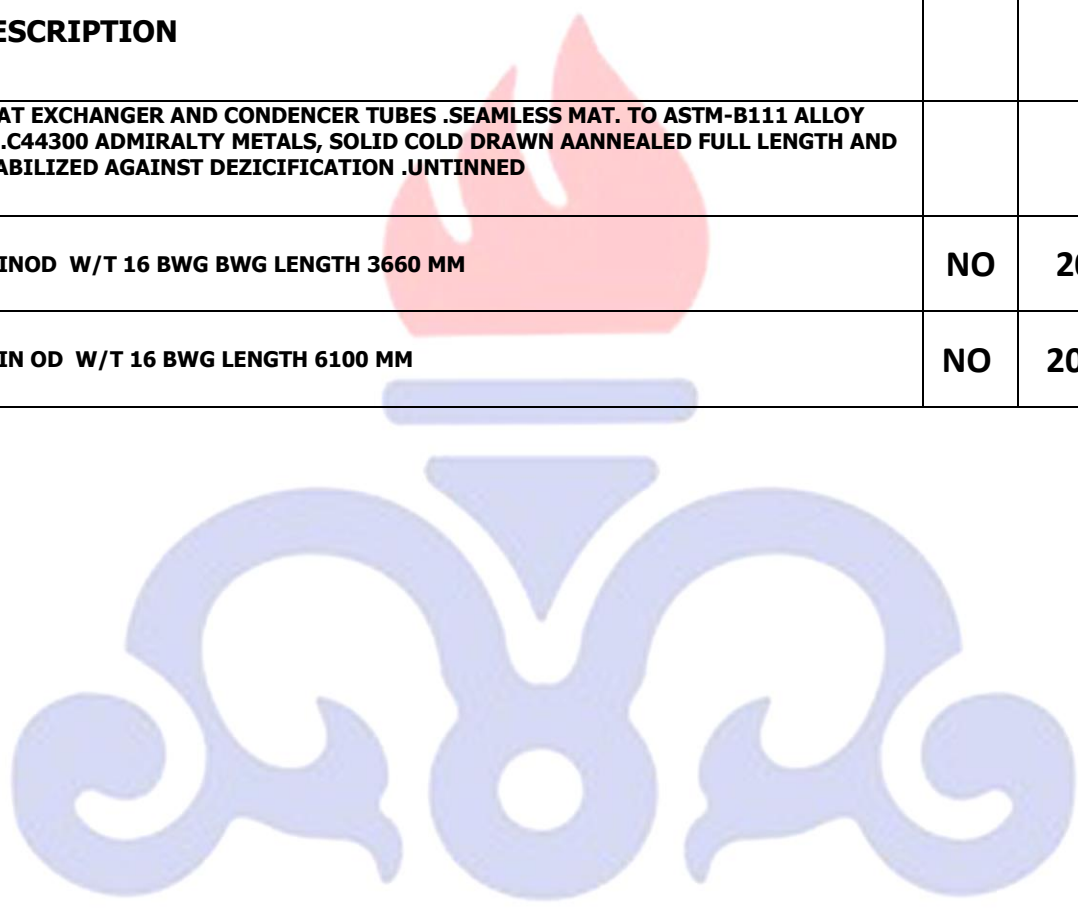 ESCRIPTION
AT EXCHANGER AND CONDENCER TUBES .SEAMLESS MAT. TO ASTM-B111 ALLOY
.C44300 ADMIRALTY METALS, SOLID COLD DRAWN AANNEALED FULL LENGTH AND
ABILIZED AGAINST DEZICIFICATION .UNTINNED
INOD W/T 16 BWG BWG LENGTH 3660 MM NO 20
IN OD W/T 16 BWG LENGTH 6100 MM NO 20